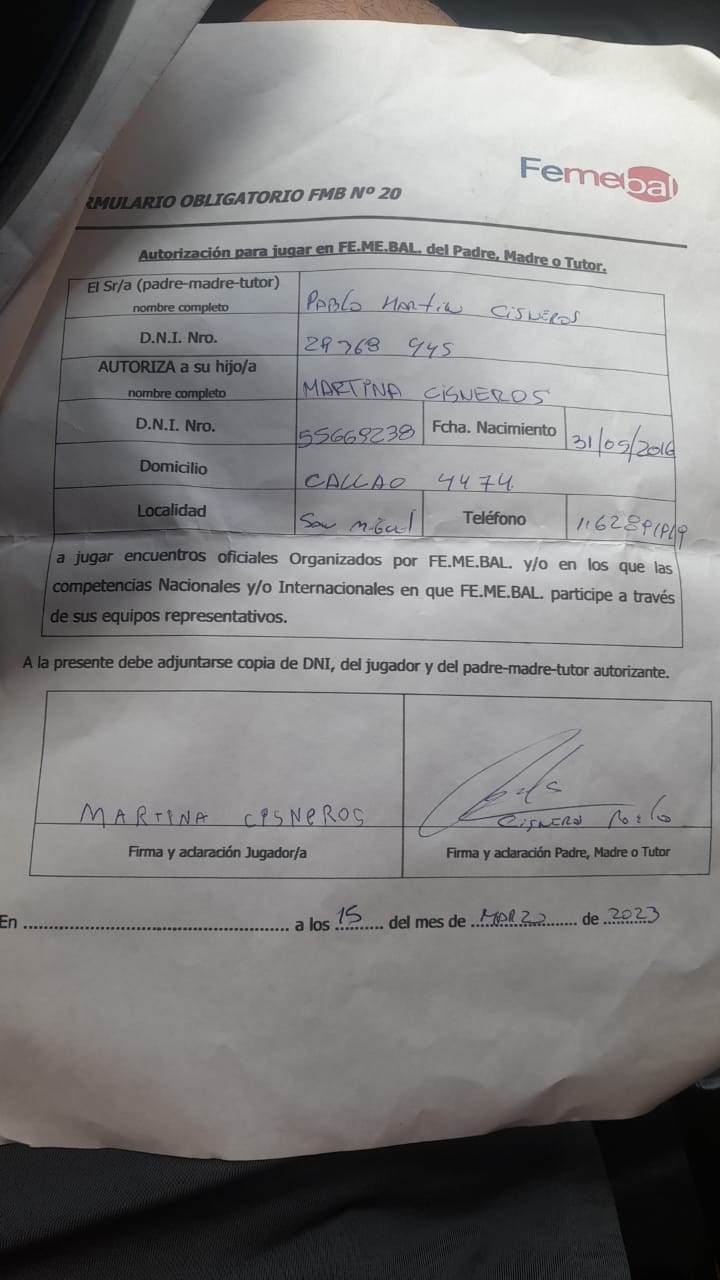 Femebal
RMULARIO OBLIGATORIO FMB Nº 20
Autorización para jugar en FE.ME.BAL. del Padre, Madre o Tutor.
El Sr/a (padre-madre-tutor)
nombre completo
PABLO MARTIN CISNEROS
D.N.I. Nro.
29768 945
AUTORIZA a su hijo/a
nombre completo
MARTINA CISNEROS
D.N.I. Nro.
55669238
Fcha. Nacimiento
31/05/2016
Domicilio
CALLAO 4474
Localidad
San Miguel
Teléfono
a jugar encuentros oficiales Organizados por FE.ME.BAL. y/o en los que las
competencias Nacionales y/o Internacionales en que FE.ME.BAL. participe a través
de sus equipos representativos.
A la presente debe adjuntarse copia de DNI, del jugador y del padre-madre-tutor autorizante.
MARTINA CISNEROS
CISNEROS Pablo
Firma y aclaración Jugador/a
Firma y aclaración Padre, Madre o Tutor
En ............................................... a los 15 del mes de MARZO de 2023